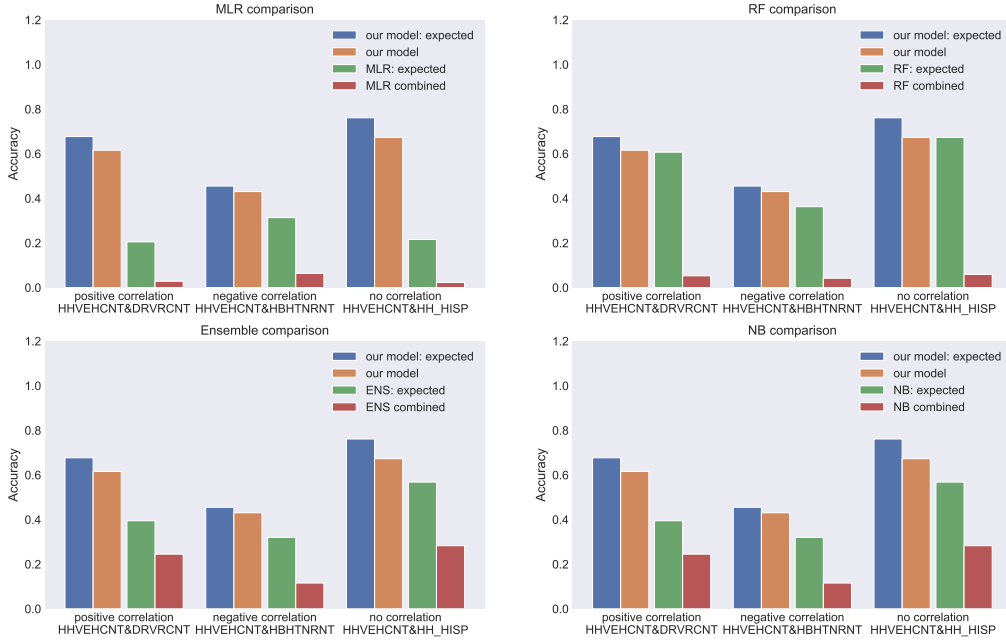 MLR comparison
1.2
1.0
0.8
0.6
0.4
0.2
0.0
Accuracy
our model: expected
our model
MLR: expected
MLR combined
positive correlation
HHVEHCNT&DRVRCNT
negative correlation
HHVEHCNT&HBHTNRNT
no correlation
HHVEHCNT&HH_HISP
RF comparison
1.2
1.0
0.8
0.6
0.4
0.2
0.0
Accuracy
our model: expected
our model
RF: expected
RF combined
positive correlation
HHVEHCNT&DRVRCNT
negative correlation
HHVEHCNT&HBHTNRNT
no correlation
HHVEHCNT&HH_HISP
Ensemble comparison
1.2
1.0
0.8
0.6
0.4
0.2
0.0
Accuracy
our model: expected
our model
ENS: expected
ENS combined
positive correlation
HHVEHCNT&DRVRCNT
negative correlation
HHVEHCNT&HBHTNRNT
no correlation
HHVEHCNT&HH_HISP
NB comparison
1.2
1.0
0.8
0.6
0.4
0.2
0.0
Accuracy
our model: expected
our model
NB: expected
NB combined
positive correlation
HHVEHCNT&DRVRCNT
negative correlation
HHVEHCNT&HBHTNRNT
no correlation
HHVEHCNT&HH_HISP